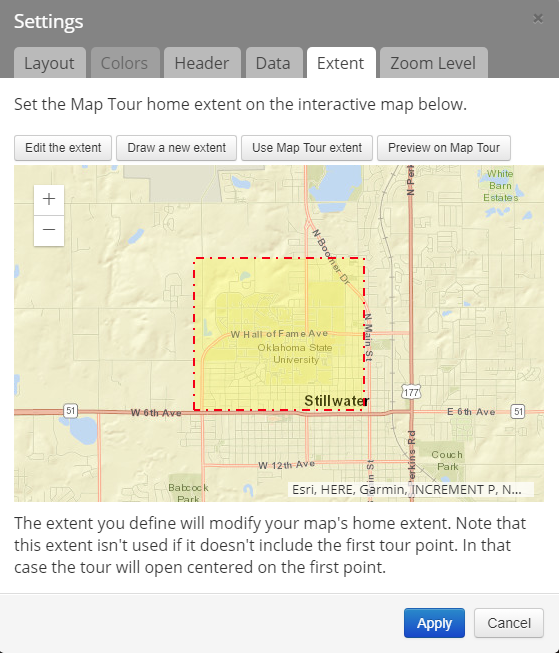 Settings
×
Layout
Colors
Header
Data
Extent
Zoom Level
Set the Map Tour home extent on the interactive map below.
Edit the extent
Draw a new extent
Use Map Tour extent
Preview on Map Tour
+
−
White
Barn
Estates
N Boomer Dr
W Hall of Fame Ave
N Main St
Oklahoma State
University
177
Stillwater
51
W 6th Ave
E 6th Ave
51
W 12th Ave
Couch
Park
Babcock
Park
Esri, HERE, Garmin, INCREMENT P, N...
The extent you define will modify your map's home extent. Note that
this extent isn't used if it doesn't include the first tour point. In that
case the tour will open centered on the first point.
Apply
Cancel